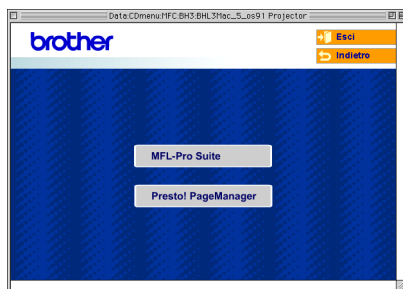 Data:CDmenu:MFC:BH3:BHL3Mac_5_os91 Projector
brother
Esci
Indietro
MFL-Pro Suite
Presto! PageManager